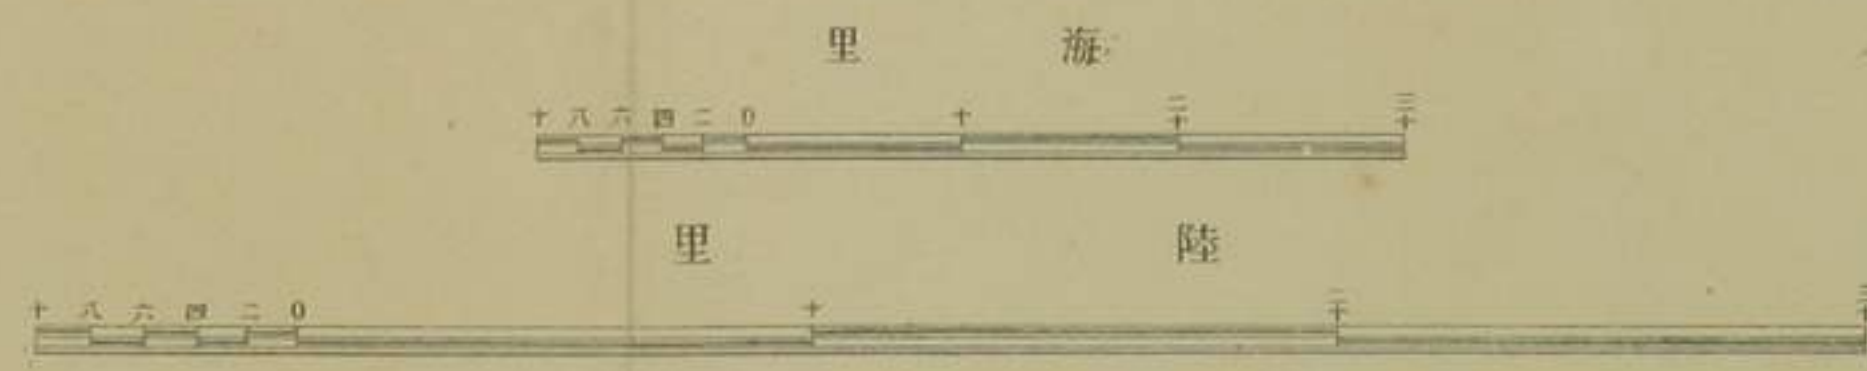 海里
十 八 六 四 二 0 十 二十 三十
陸里
十 八 六 四 二 0 十 二十